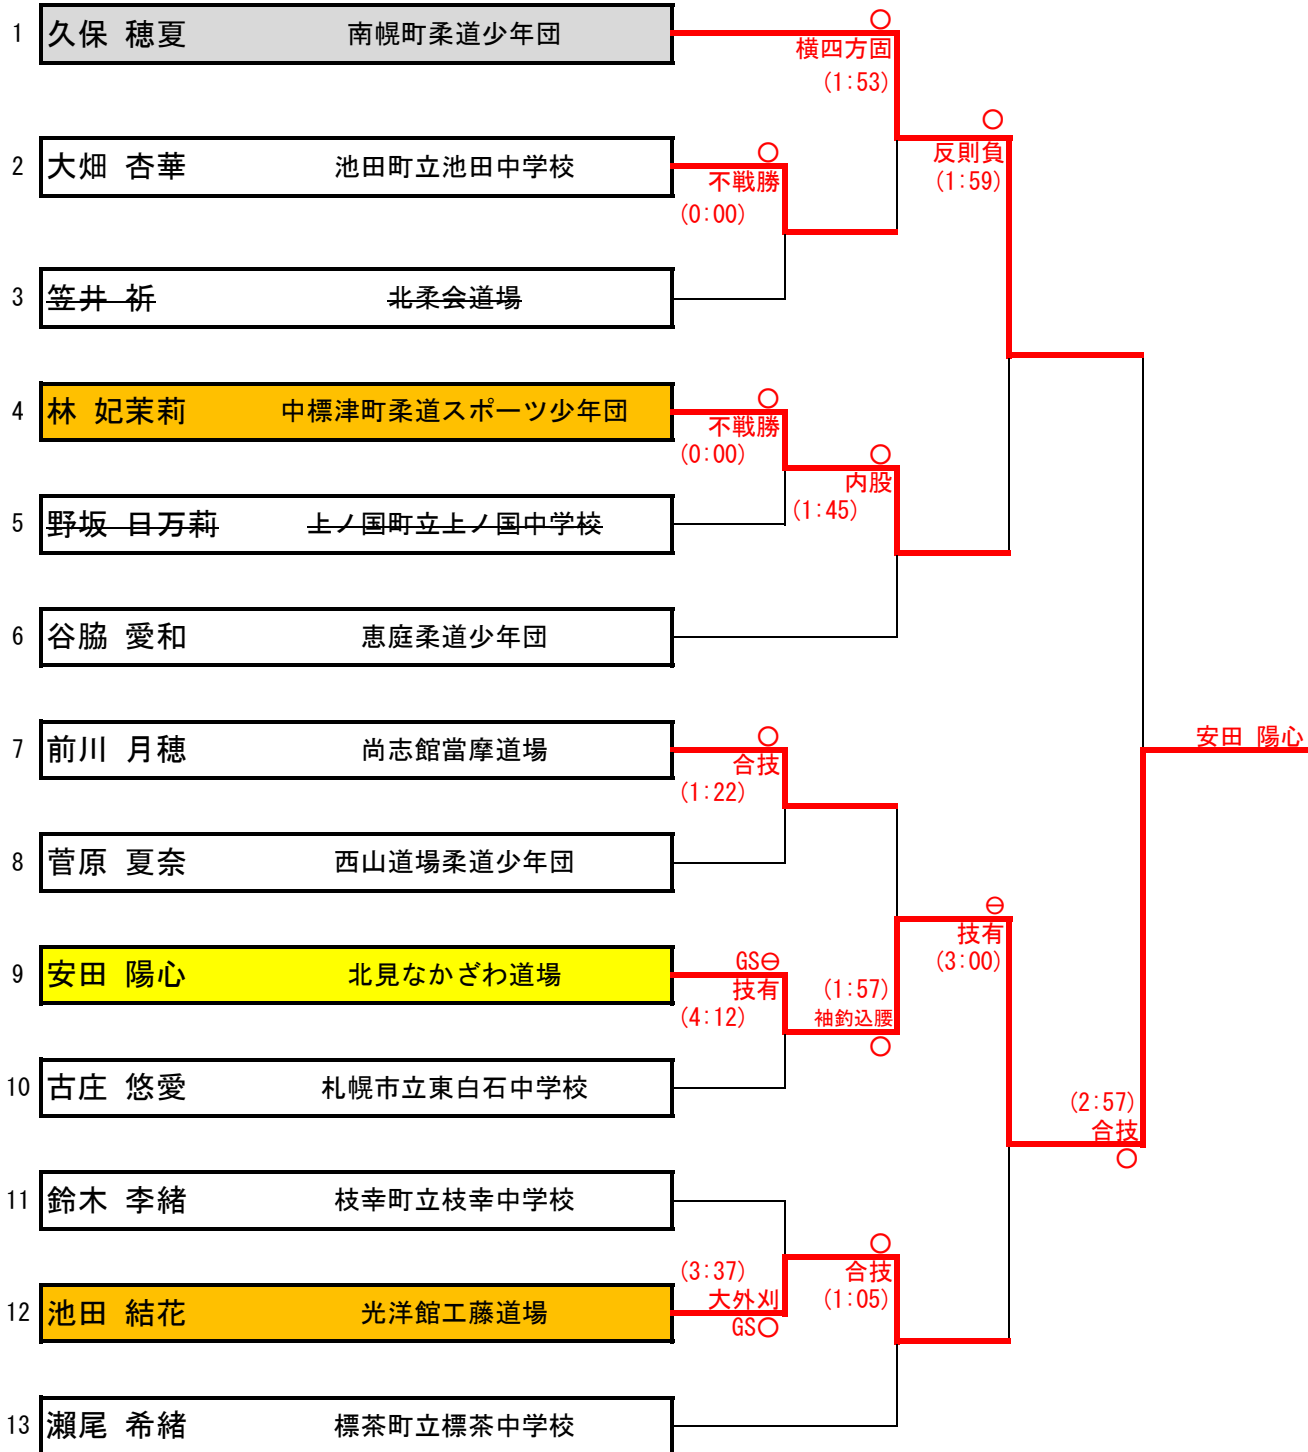 1 久保 穂夏 南幌町柔道少年団
○
横四方固
(1:53)
○
反則負
(1:59)
2 大畑 杏華 池田町立池田中学校
○
不戦勝
(0:00)
3 笠井 祈 北柔会道場
4 林 妃茉莉 中標津町柔道スポーツ少年団
○
不戦勝
(0:00)
○
内股
(1:45)
5 野坂 日万莉 上ノ国町立上ノ国中学校
6 谷脇 愛和 恵庭柔道少年団
7 前川 月穂 尚志館當摩道場
○
合技
(1:22)
安田 陽心
8 菅原 夏奈 西山道場柔道少年団
⊖
技有
(3:00)
9 安田 陽心 北見なかざわ道場
GS⊖
技有
(4:12)
(1:57)
袖釣込腰
○
10 古庄 悠愛 札幌市立東白石中学校
(2:57)
合技
○
11 鈴木 李緒 枝幸町立枝幸中学校
○
合技
(1:05)
12 池田 結花 光洋館工藤道場
(3:37)
大外刈
GS○
13 瀬尾 希緒 標茶町立標茶中学校